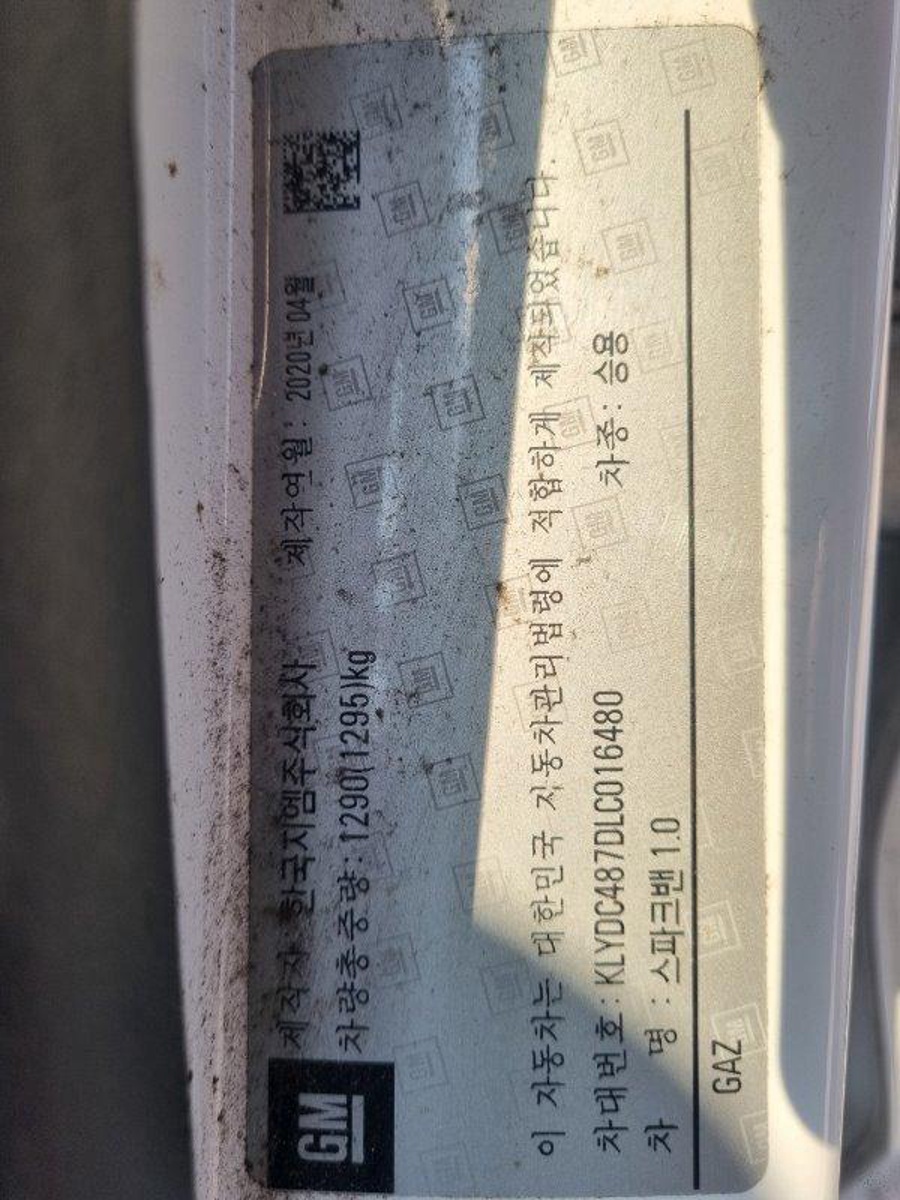 GM
제작자 한국지엠주식회사 제작연월 : 2020년 04월
차량총중량 : 1290(1295)kg
이 자동차는 대한민국 자동차관리법령에 적합하게 제작되었습니다.
차대번호 : KLYDC487DLC016480 차종 : 승용
차 명 : 스파크밴 1.0
GAZ